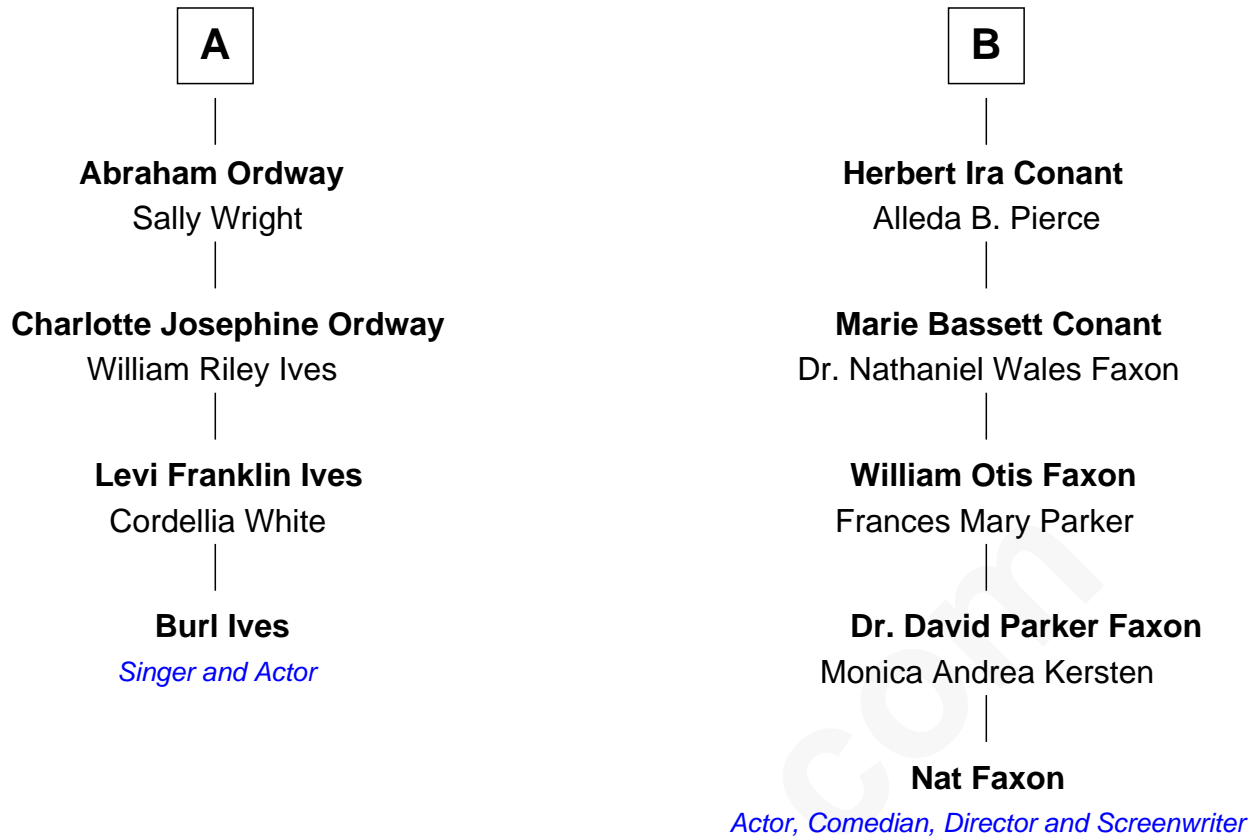 A
Abraham Ordway
Sally Wright
Charlotte Josephine Ordway
William Riley Ives
Levi Franklin Ives
Cordellia White
Burl Ives
Singer and Actor
B
Herbert Ira Conant
Alleda B. Pierce
Marie Bassett Conant
Dr. Nathaniel Wales Faxon
William Otis Faxon
Frances Mary Parker
Dr. David Parker Faxon
Monica Andrea Kersten
Nat Faxon
Actor, Comedian, Director and Screenwriter
com